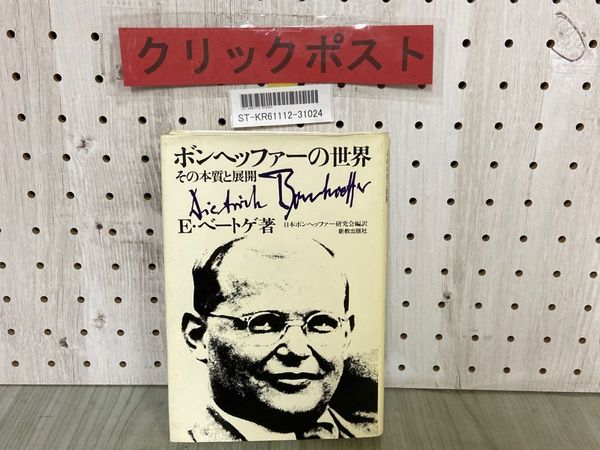 クリックポスト
ST-KR61112-31024
ボンヘッファーの世界
その本質と展開
Dietrich Bonhoeffer
E・ベートゲ著
日本ボンヘッファー研究会編訳
新教出版社